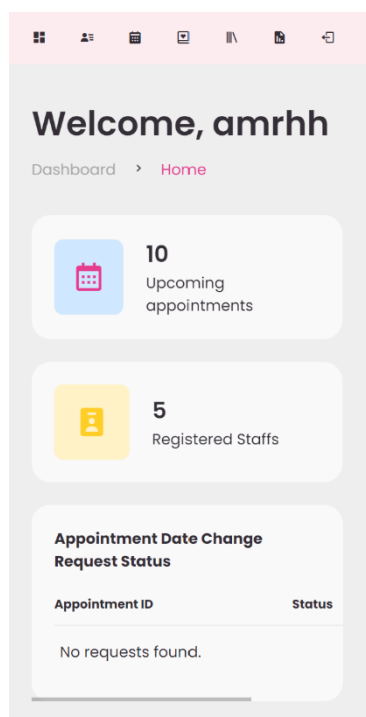 Welcome, amrhh
Dashboard > Home
10
Upcoming
appointments
5
Registered Staffs
Appointment Date Change
Request Status
Appointment ID Status
No requests found.